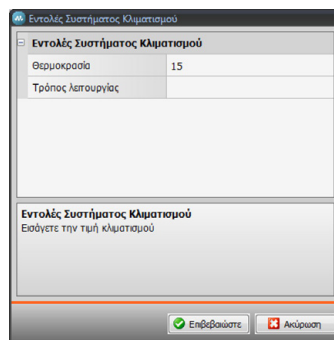 Εντολές Συστήματος Κλιματισμού
Εντολές Συστήματος Κλιματισμού
Θερμοκρασία 15
Τρόπος λειτουργίας
Εντολές Συστήματος Κλιματισμού
Εισάγετε την τιμή κλιματισμού
Επιβεβαιώστε Ακύρωση